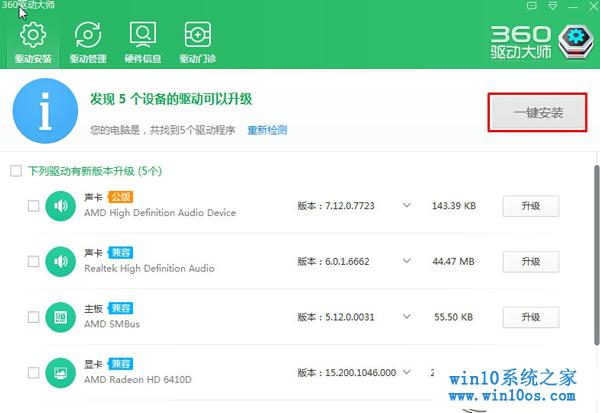 360驱动大师
驱动安装 驱动管理 硬件信息 驱动门诊
360
驱动大师
发现 5 个设备的驱动可以升级
您的电脑是，共找到5个驱动程序 重新检测
一键安装
下列驱动有新版本升级 (5个)
声卡 公版
AMD High Definition Audio Device
版本：7.12.0.7723 143.39 KB 升级
声卡 兼容
Realtek High Definition Audio
版本：6.0.1.6662 44.47 MB 升级
主板 兼容
AMD SMBus
版本：5.12.0.0031 55.50 KB 升级
显卡 兼容
AMD Radeon HD 6410D
版本：15.200.1046.000 2
win10系统之家
www.win10os.com